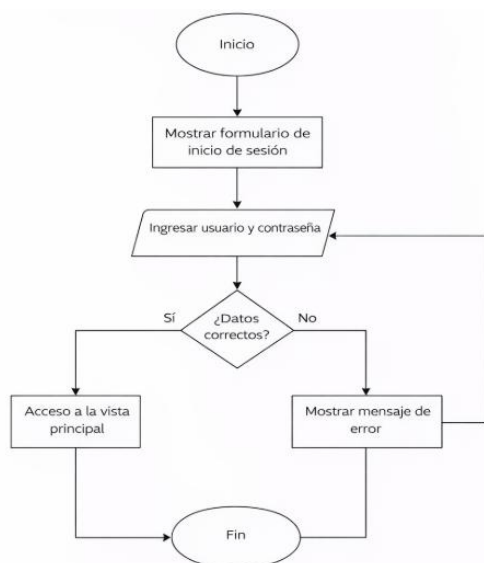 Inicio
Mostrar formulario de
inicio de sesión
Ingresar usuario y contraseña
¿Datos
correctos?
Sí
No
Acceso a la vista
principal
Mostrar mensaje de
error
Fin